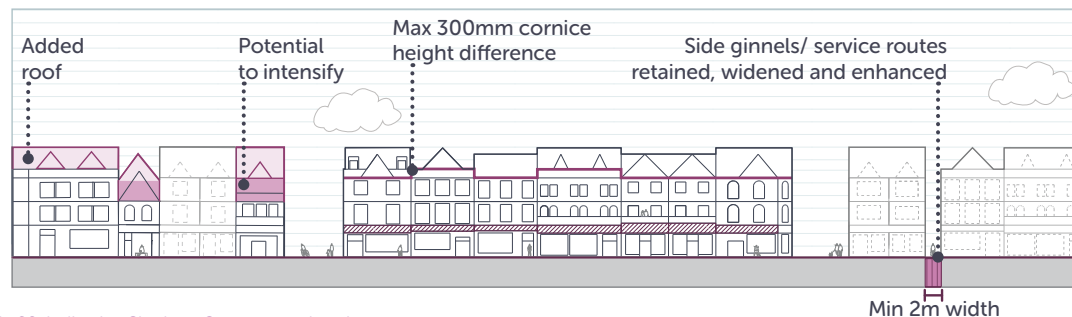 Added
roof
Potential
to intensify
Max 300mm cornice
height difference
Side ginnels/ service routes
retained, widened and enhanced
Min 2m width